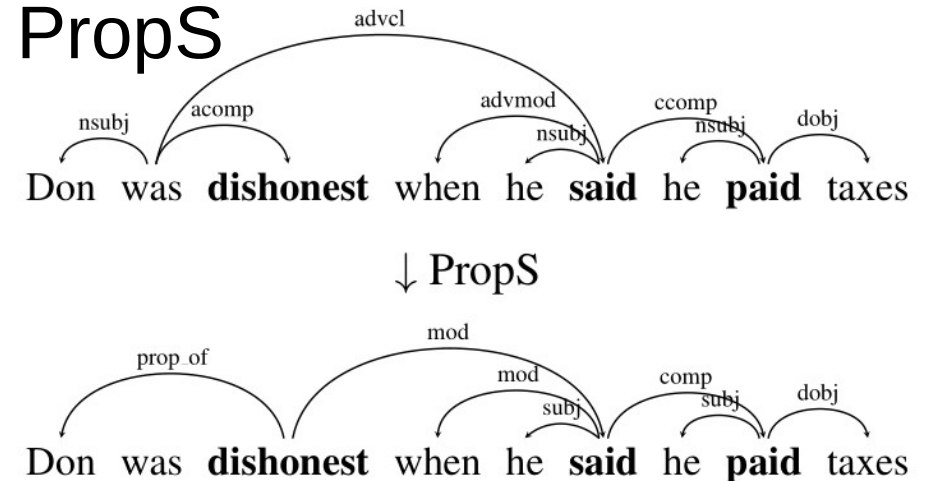 PropS
advcl
nsubj acomp advmod nsubj ccomp nsubj dobj
Don was dishonest when he said he paid taxes
↓ PropS
mod
prop_of mod subj comp subj dobj
Don was dishonest when he said he paid taxes